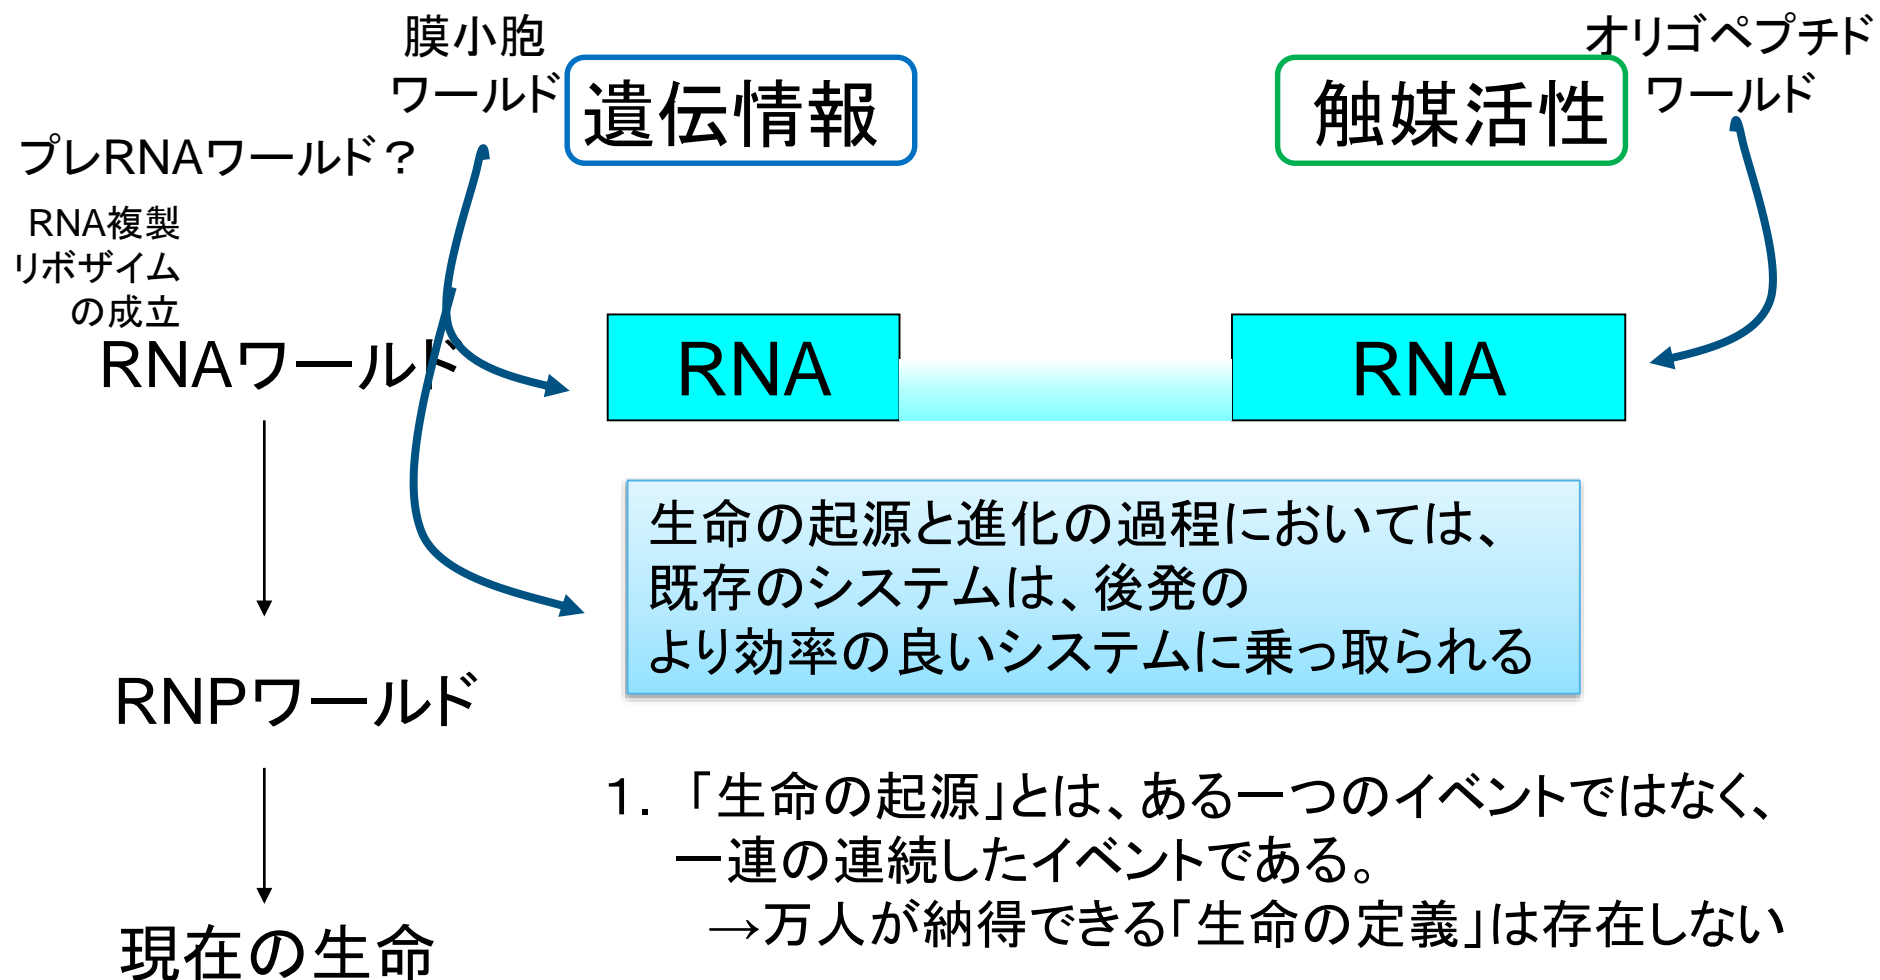 膜小胞
ワールド
遺伝情報
触媒活性
オリゴペプチド
ワールド
プレRNAワールド？
RNA複製
リボザイム
の成立
RNAワールド
RNA
RNA
生命の起源と進化の過程においては、
既存のシステムは、後発の
より効率の良いシステムに乗っ取られる
RNPワールド
１．「生命の起源」とは、ある一つのイベントではなく、
一連の連続したイベントである。
→万人が納得できる「生命の定義」は存在しない
現在の生命